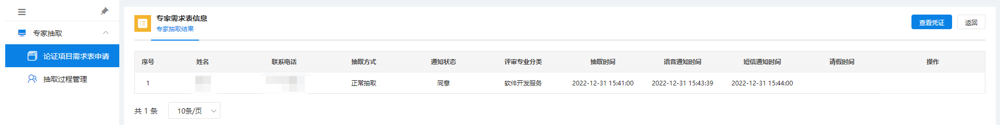 专家抽取
论证项目需求表申请
抽取过程管理
专家需求表信息
专家抽取结果
查看凭证 返回
序号 姓名 联系电话 抽取方式 通知状态 评审专业分类 抽取时间 语音通知时间 短信通知时间 请假时间 操作
1 正常抽取 同意 软件开发服务 2022-12-31 15:41:00 2022-12-31 15:43:39 2022-12-31 15:44:00
共 1 条 10条/页